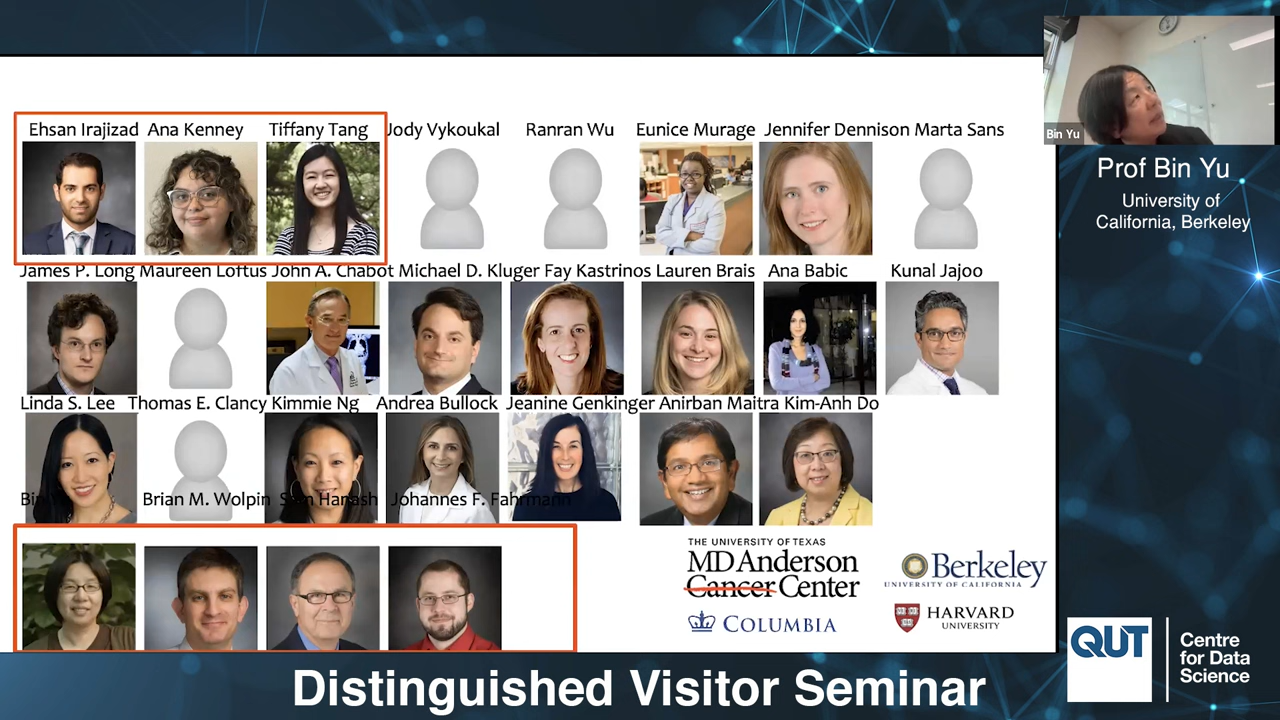 Ehsan Irajizad Ana Kenney Tiffany Tang Jody Vykoukal Ranran Wu Eunice Murage Jennifer Dennison Marta Sans
Bin Yu
Prof Bin Yu
University of
California, Berkeley
James P. Long Maureen Loftus John A. Chabot Michael D. Kluger Fay Kastrinos Lauren Brais Ana Babic Kunal Jajoo
Linda S. Lee Thomas E. Clancy Kimmie Ng Andrea Bullock Jeanine Genkinger Anirban Maitra Kim-Anh Do
Bin Brian M. Wolpin Hanash Johannes F. Fahrmann
THE UNIVERSITY OF TEXAS
MD Anderson
Cancer Center
Berkeley
UNIVERSITY OF CALIFORNIA
COLUMBIA
HARVARD
UNIVERSITY
QUT
Centre
for Data
Science
Distinguished Visitor Seminar